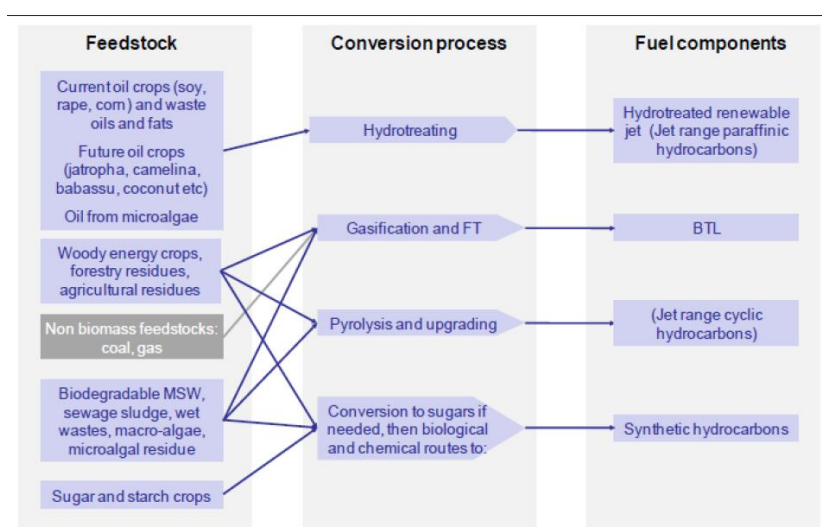 Feedstock
Current oil crops (soy,
rape, corn) and waste
oils and fats
Future oil crops
(jatropha, camelina,
babassu, coconut etc)
Oil from microalgae
Woody energy crops,
forestry residues,
agricultural residues
Non biomass feedstocks:
coal, gas
Biodegradable MSW,
sewage sludge, wet
wastes, macro-algae,
microalgal residue
Sugar and starch crops
Conversion process
Hydrotreating
Gasification and FT
Pyrolysis and upgrading
Conversion to sugars if
needed, then biological
and chemical routes to:
Fuel components
Hydrotreated renewable
jet (Jet range paraffinic
hydrocarbons)
BTL
(Jet range cyclic
hydrocarbons)
Synthetic hydrocarbons